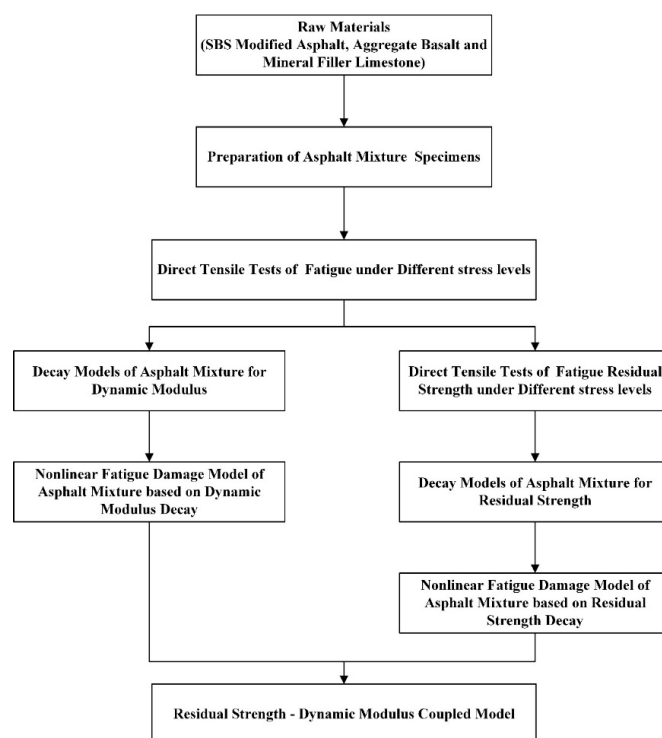 Raw Materials
(SBS Modified Asphalt, Aggregate Basalt and
Mineral Filler Limestone)
Preparation of Asphalt Mixture Specimens
Direct Tensile Tests of Fatigue under Different stress levels
Decay Models of Asphalt Mixture for
Dynamic Modulus
Direct Tensile Tests of Fatigue Residual
Strength under Different stress levels
Nonlinear Fatigue Damage Model of
Asphalt Mixture based on Dynamic
Modulus Decay
Decay Models of Asphalt Mixture for
Residual Strength
Nonlinear Fatigue Damage Model of
Asphalt Mixture based on Residual
Strength Decay
Residual Strength - Dynamic Modulus Coupled Model